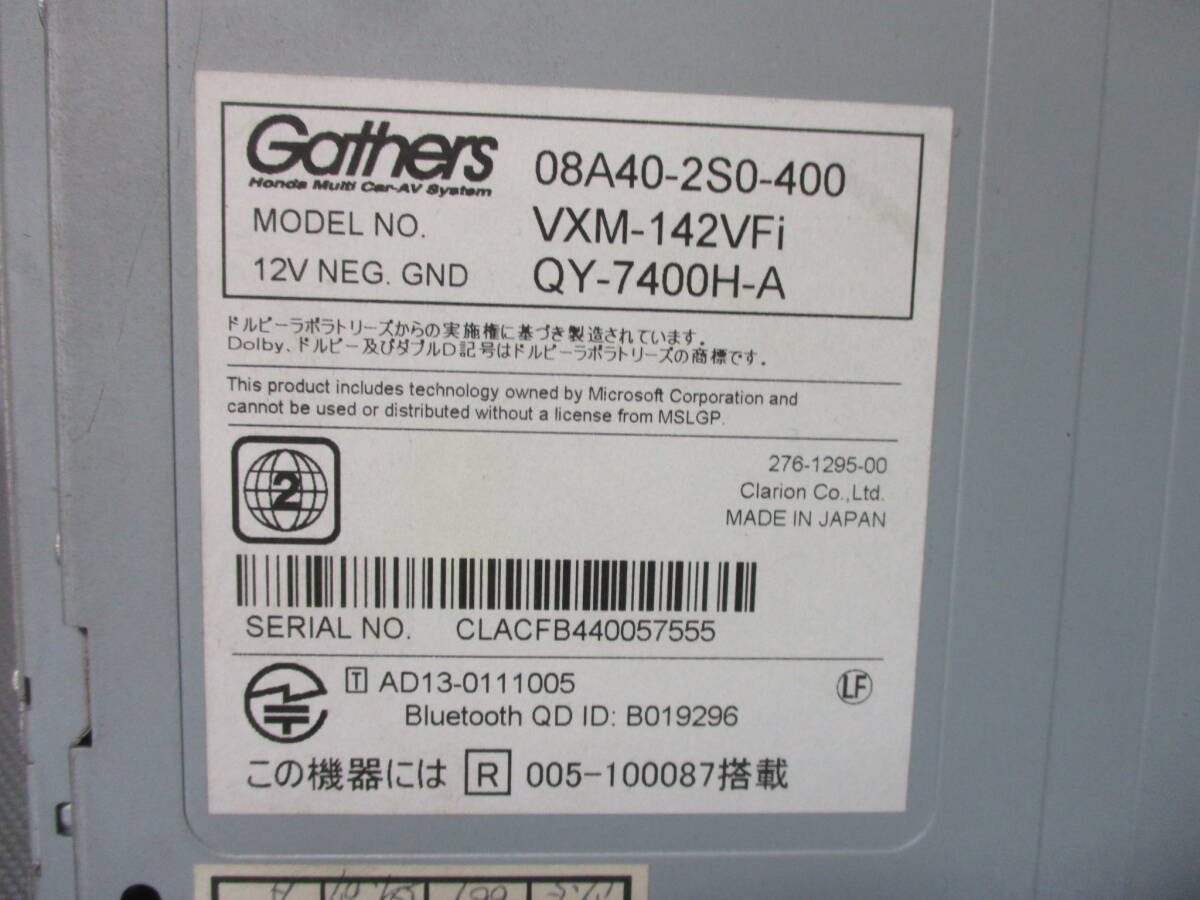 Gathers
Honda Multi Car-AV System
08A40-2S0-400
MODEL NO. VXM-142VFi
12V NEG. GND QY-7400H-A
ドルビーラボラトリーズからの実施権に基づき製造されています.
Dolby、ドルビー及びダブルD記号はドルビーラボラトリーズの商標です.
This product includes technology owned by Microsoft Corporation and
cannot be used or distributed without a license from MSLGP.
2
276-1295-00
Clarion Co.,Ltd.
MADE IN JAPAN
SERIAL NO. CLACFB440057555
T AD13-0111005
LF
Bluetooth QD ID: B019296
この機器には R 005-100087搭載